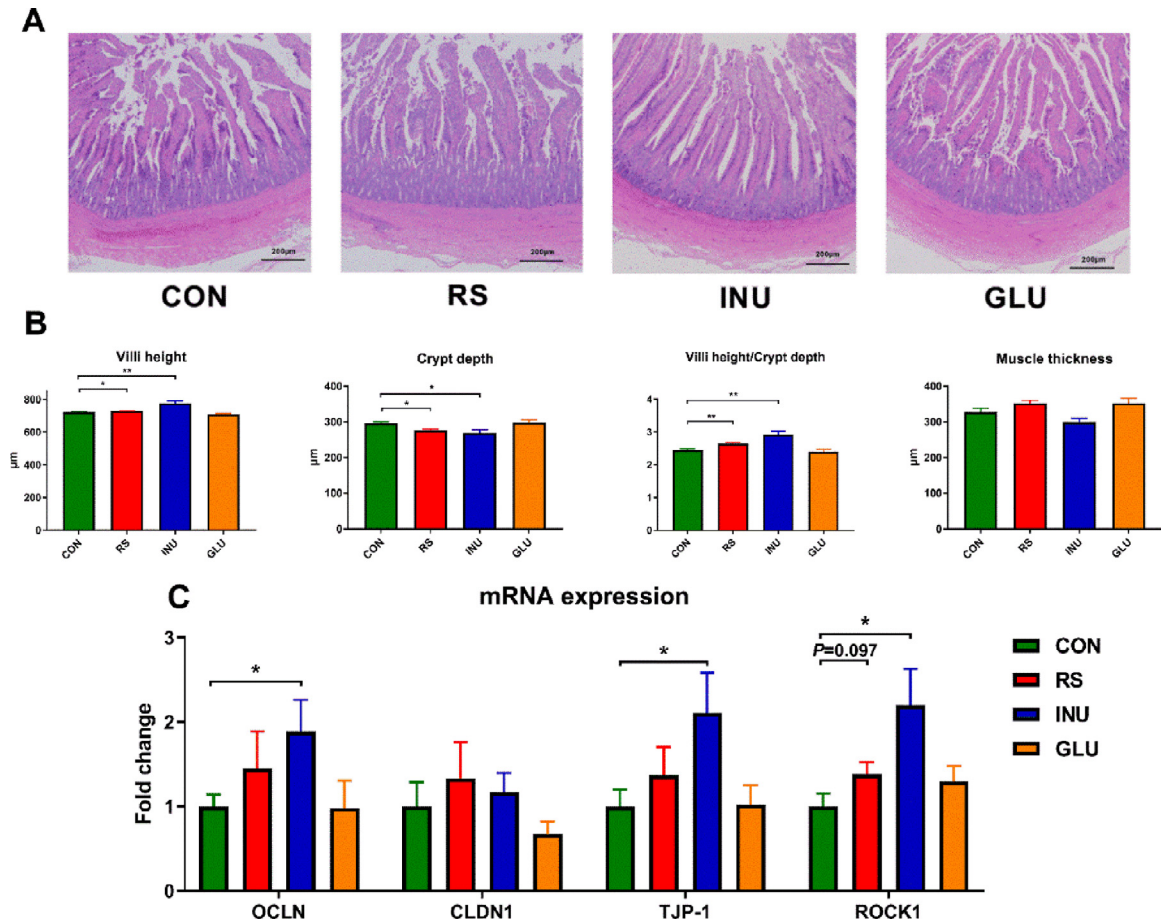 A
200μm
200μm
200μm
200μm
CON
RS
INU
GLU
B
Villi height
**
*
800
600
400
200
0
μm
CON
RS
INU
GLU
Crypt depth
*
*
400
300
200
100
0
μm
CON
RS
INU
GLU
Villi height/Crypt depth
**
**
4
3
2
1
0
μm
CON
RS
INU
GLU
Muscle thickness
400
300
200
100
0
μm
CON
RS
INU
GLU
C
mRNA expression
3
2
1
0
Fold change
*
*
*
P=0.097
OCLN
CLDN1
TJP-1
ROCK1
CON
RS
INU
GLU